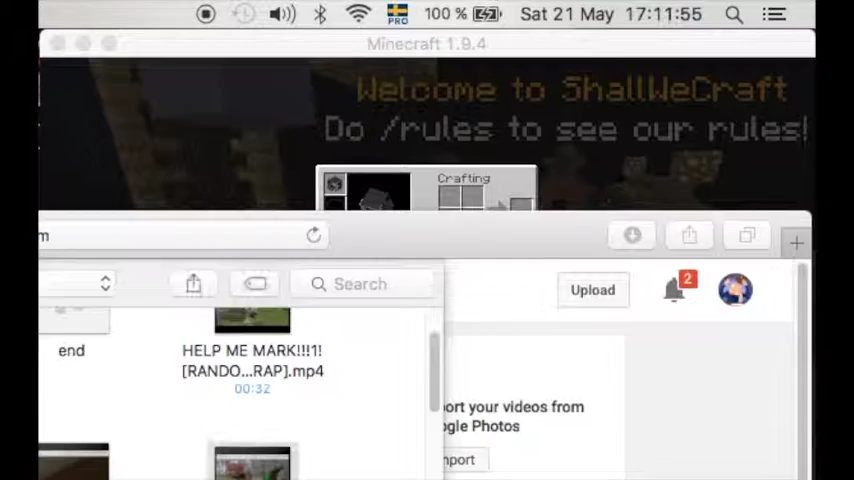 PRO
100 %
Sat 21 May
17:11:55
Minecraft 1.9.4
Welcome to ShallWeCraft
Do /rules to see our rules!
Crafting
m
Search
Upload
2
end
HELP ME MARK!!!1!
[RANDO...RAP].mp4
00:32
ort your videos from
ogle Photos
nport